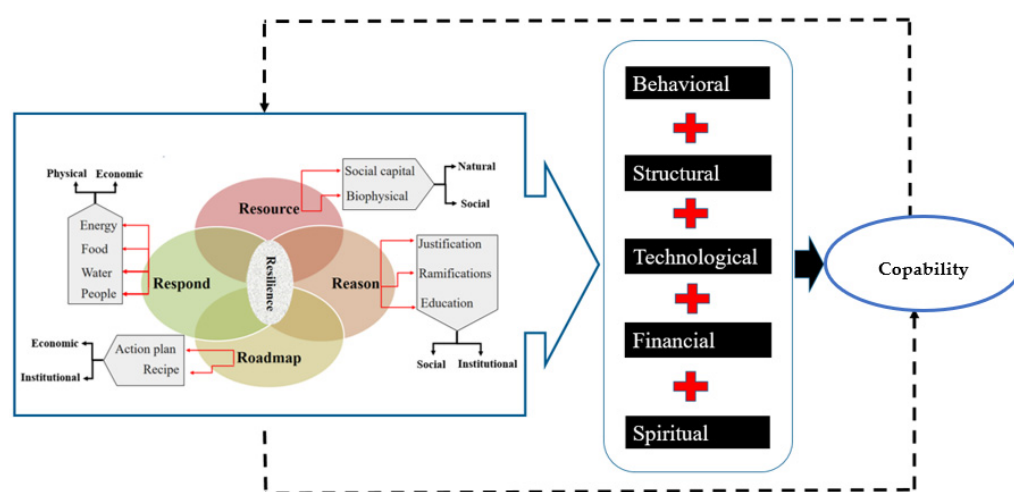 Behavioral
Structural
Technological
Financial
Spiritual
Copability
Physical Economic
Energy
Food
Water
People
Resource
Respond
Resilience
Reason
Roadmap
Social capital
Biophysical
Natural
Social
Justification
Ramifications
Education
Social Institutional
Economic
Institutional
Action plan
Recipe